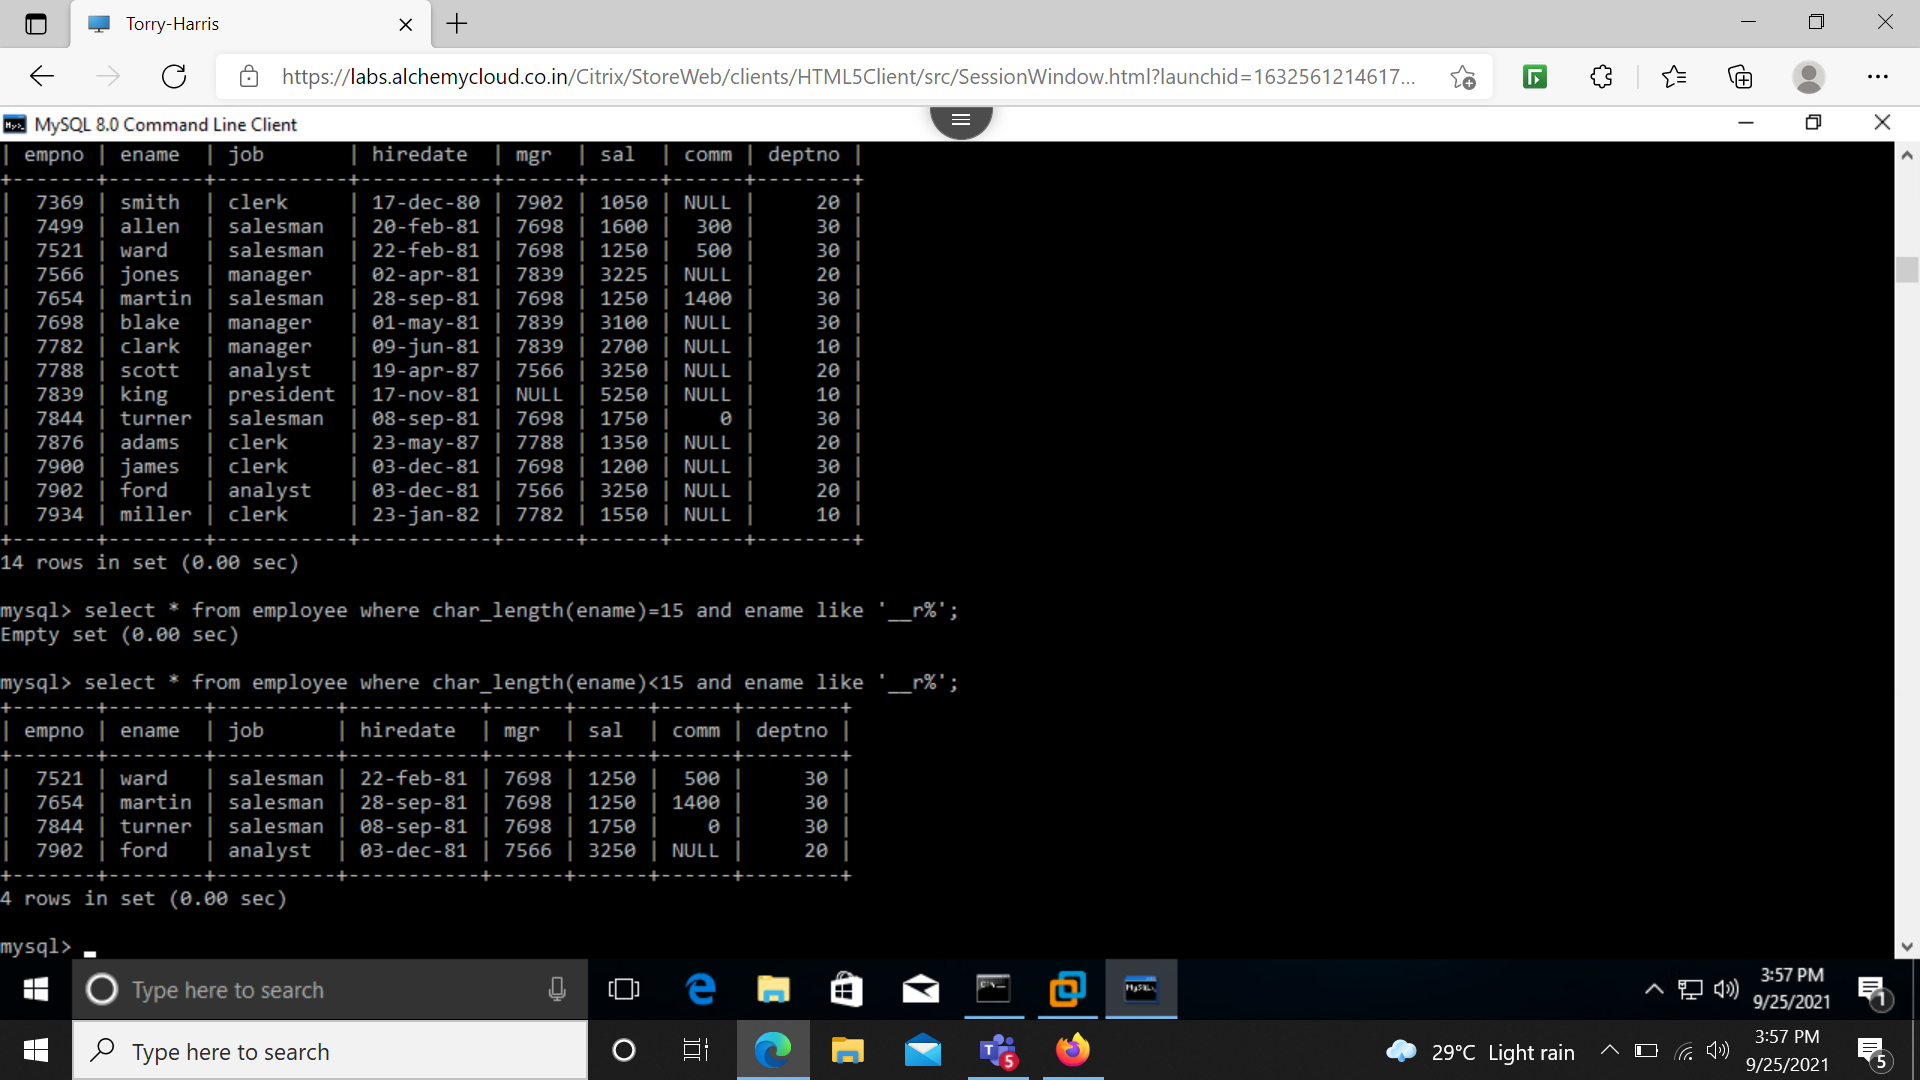 Torry-Harris
https://labs.alchemycloud.co.in/Citrix/StoreWeb/clients/HTML5Client/src/SessionWindow.html?launchid=1632561214617...
MySQL 8.0 Command Line Client
| empno | ename  | job       | hiredate  | mgr  | sal  | comm | deptno |
+-------+--------+-----------+-----------+------+------+------+--------+
|  7369 | smith  | clerk     | 17-dec-80 | 7902 | 1050 | NULL |     20 |
|  7499 | allen  | salesman  | 20-feb-81 | 7698 | 1600 |  300 |     30 |
|  7521 | ward   | salesman  | 22-feb-81 | 7698 | 1250 |  500 |     30 |
|  7566 | jones  | manager   | 02-apr-81 | 7839 | 3225 | NULL |     20 |
|  7654 | martin | salesman  | 28-sep-81 | 7698 | 1250 | 1400 |     30 |
|  7698 | blake  | manager   | 01-may-81 | 7839 | 3100 | NULL |     30 |
|  7782 | clark  | manager   | 09-jun-81 | 7839 | 2700 | NULL |     10 |
|  7788 | scott  | analyst   | 19-apr-87 | 7566 | 3250 | NULL |     20 |
|  7839 | king   | president | 17-nov-81 | NULL | 5250 | NULL |     10 |
|  7844 | turner | salesman  | 08-sep-81 | 7698 | 1750 |    0 |     30 |
|  7876 | adams  | clerk     | 23-may-87 | 7788 | 1350 | NULL |     20 |
|  7900 | james  | clerk     | 03-dec-81 | 7698 | 1200 | NULL |     30 |
|  7902 | ford   | analyst   | 03-dec-81 | 7566 | 3250 | NULL |     20 |
|  7934 | miller | clerk     | 23-jan-82 | 7782 | 1550 | NULL |     10 |
+-------+--------+-----------+-----------+------+------+------+--------+
14 rows in set (0.00 sec)
mysql> select * from employee where char_length(ename)=15 and ename like '__r%';
Empty set (0.00 sec)
mysql> select * from employee where char_length(ename)<15 and ename like '__r%';
+-------+--------+----------+-----------+------+------+------+--------+
| empno | ename  | job      | hiredate  | mgr  | sal  | comm | deptno |
+-------+--------+----------+-----------+------+------+------+--------+
|  7521 | ward   | salesman | 22-feb-81 | 7698 | 1250 |  500 |     30 |
|  7654 | martin | salesman | 28-sep-81 | 7698 | 1250 | 1400 |     30 |
|  7844 | turner | salesman | 08-sep-81 | 7698 | 1750 |    0 |     30 |
|  7902 | ford   | analyst  | 03-dec-81 | 7566 | 3250 | NULL |     20 |
+-------+--------+----------+-----------+------+------+------+--------+
4 rows in set (0.00 sec)
mysql>
Type here to search
3:57 PM
9/25/2021
1
Type here to search
5
29°C Light rain
3:57 PM
9/25/2021
5